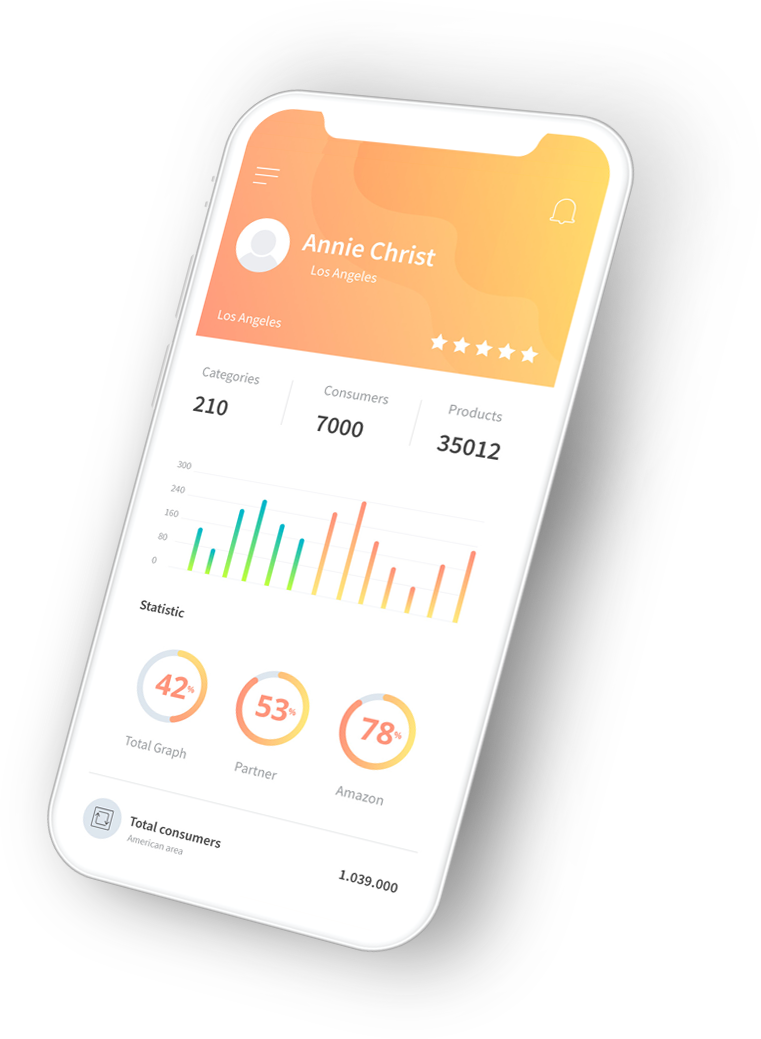 Annie Christ
Los Angeles
Los Angeles
Categories
210
Consumers
7000
Products
35012
300
240
160
80
0
Statistic
42%
Total Graph
53%
Partner
78%
Amazon
Total consumers
American area
1.039.000